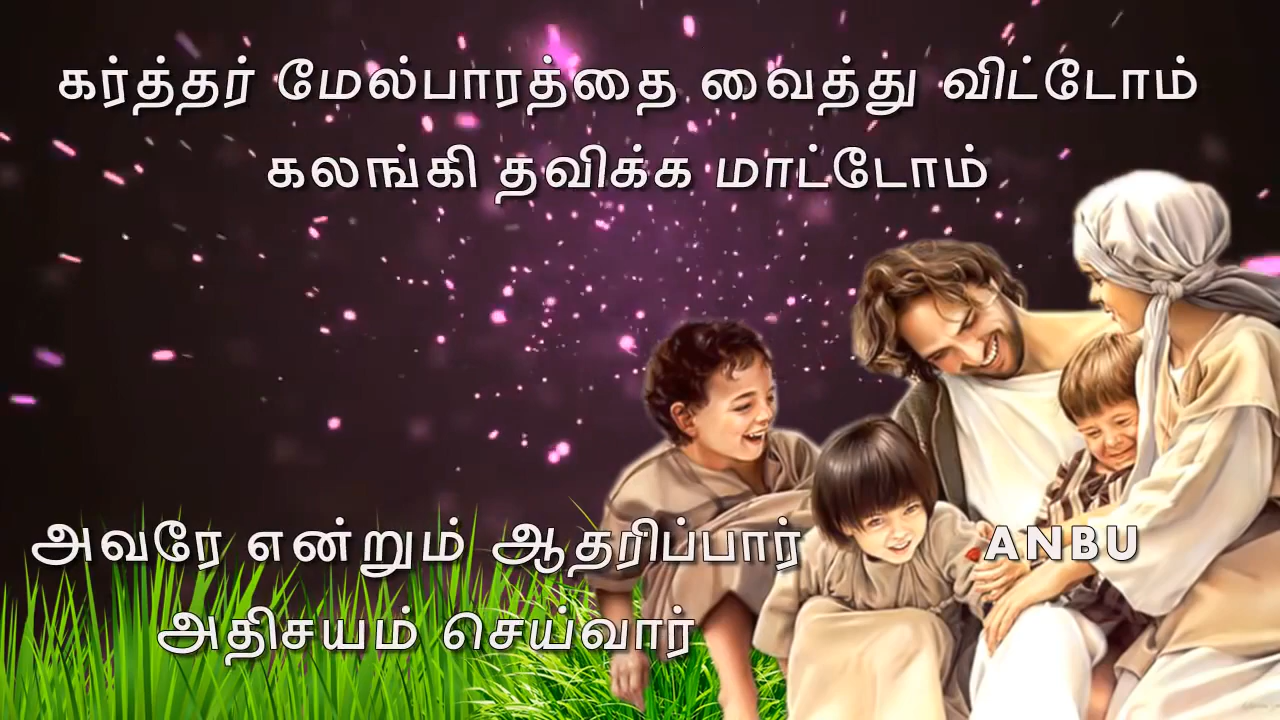 கர்த்தர் மேல்பாரத்தை வைத்து விட்டோம்
கலங்கி தவிக்க மாட்டோம்
அவரே என்றும் ஆதரிப்பார்
ANBU
அதிசயம் செய்வார்